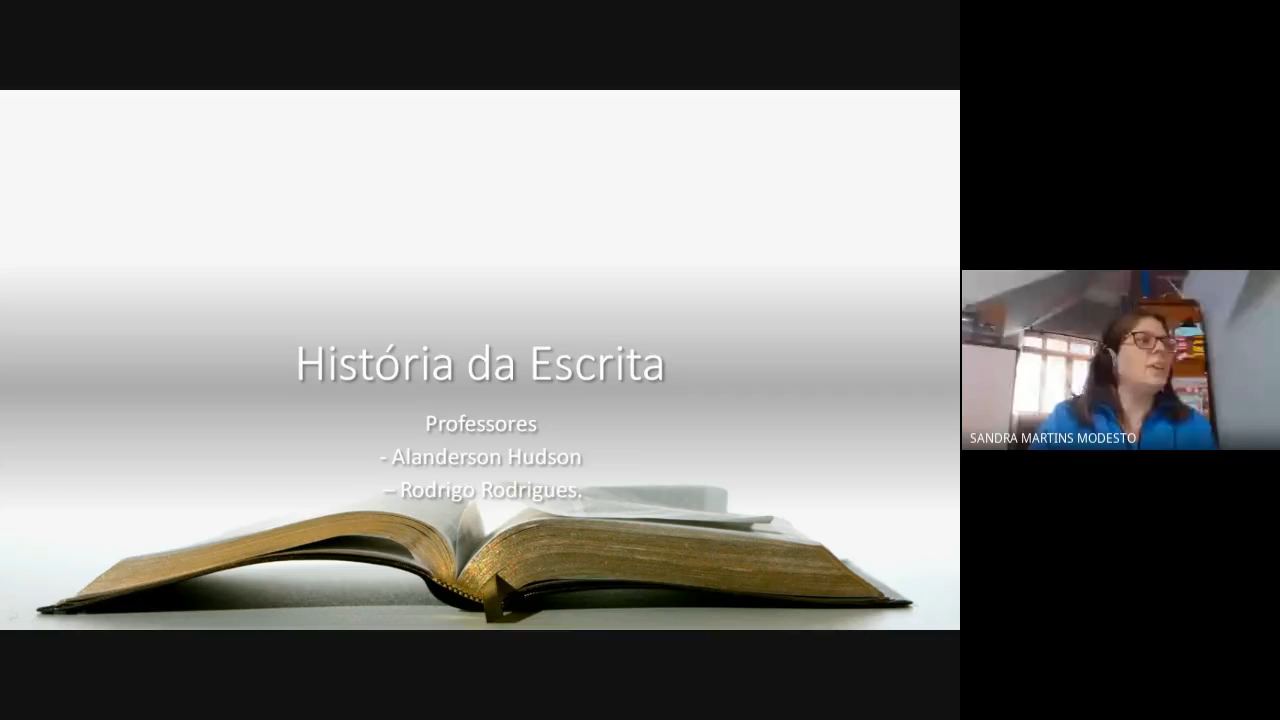 História da Escrita
Professores
- Alanderson Hudson
– Rodrigo Rodrigues.
SANDRA MARTINS MODESTO